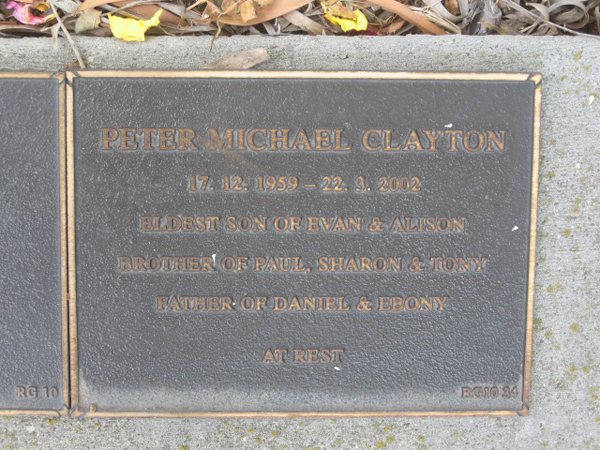 PETER MICHAEL CLAYTON
17. 12. 1959 – 22. 3. 2002
ELDEST SON OF EVAN & ALISON
BROTHER OF PAUL, SHARON & TONY
FATHER OF DANIEL & EBONY
AT REST
RG 10
RG10 24